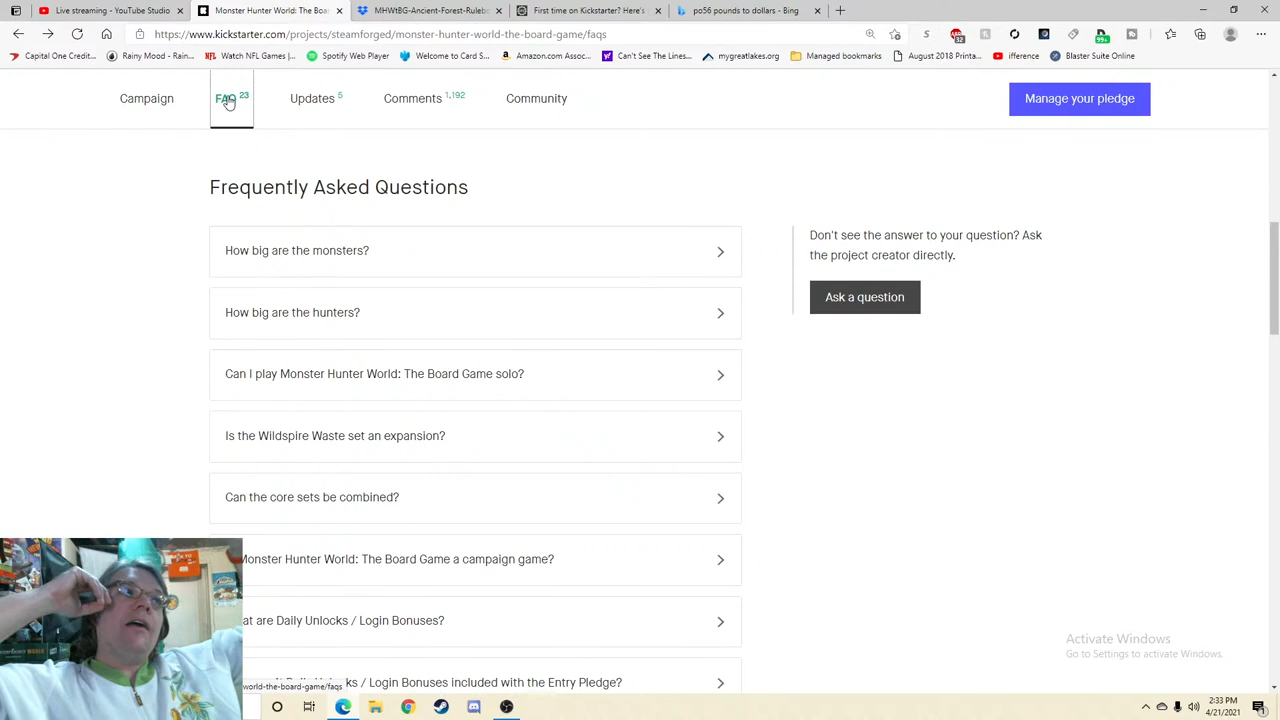 Live streaming - YouTube Studio
Monster Hunter World: The Boa
MHWtBG-Ancient-Forest-Rules
First time on Kickstarter? Here's
po56 pounds to dollars - Bing
https://www.kickstarter.com/projects/steamforged/monster-hunter-world-the-board-game/faqs
Capital One Credit...
Rainy Mood - Rain...
Watch NFL Games |...
Spotify Web Player
Welcome to Card S...
Amazon.com=Assoc...
Can't See The Lines...
mygreatlakes.org
Managed bookmarks
August 2018 Printa...
ifference
Blaster Suite Online
Campaign
FAQ 23
Updates 5
Comments 1,192
Community
Manage your pledge
Frequently Asked Questions
How big are the monsters?
Don't see the answer to your question? Ask
the project creator directly.
Ask a question
How big are the hunters?
Can I play Monster Hunter World: The Board Game solo?
Is the Wildspire Waste set an expansion?
Can the core sets be combined?
Monster Hunter World: The Board Game a campaign game?
at are Daily Unlocks / Login Bonuses?
Activate Windows
Go to Settings to activate Windows.
ks / Login Bonuses included with the Entry Pledge?
world-the-board-game/faqs
2:33 PM
4/21/2021